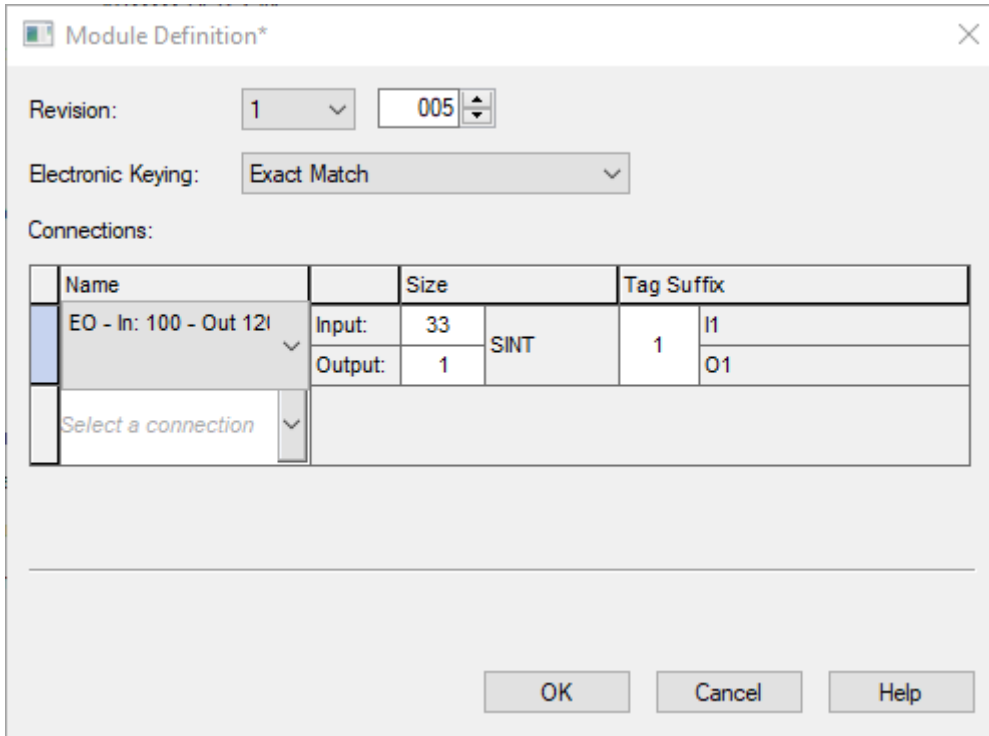 Module Definition*
Revision: 1 005
Electronic Keying: Exact Match
Connections:
Name Size Tag Suffix
EO - In: 100 - Out 120 Input: 33 SINT 1 I1
Output: 1 O1
Select a connection
OK Cancel Help